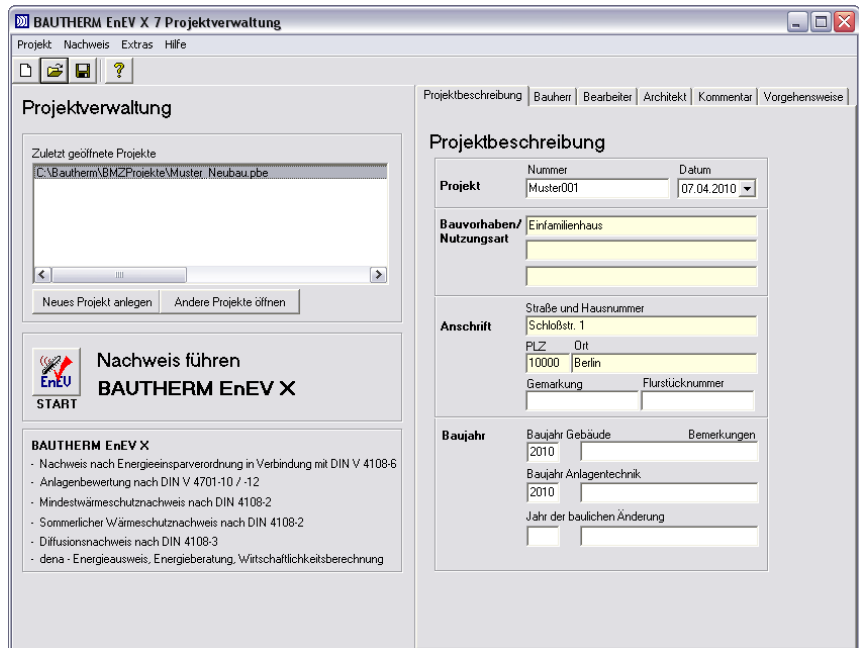 BAUTHERM EnEV X 7 Projektverwaltung
Projekt Nachweis Extras Hilfe
Projektverwaltung
Zuletzt geöffnete Projekte
C:\Bautherm\BMZProjekte\Muster_Neubau.pbe
Neues Projekt anlegen Andere Projekte öffnen
EnEV
START
Nachweis führen
BAUTHERM EnEV X
BAUTHERM EnEV X
- Nachweis nach Energieeinsparverordnung in Verbindung mit DIN V 4108-6
- Anlagenbewertung nach DIN V 4701-10 / -12
- Mindestwärmeschutznachweis nach DIN 4108-2
- Sommerlicher Wärmeschutznachweis nach DIN 4108-2
- Diffusionsnachweis nach DIN 4108-3
- dena - Energieausweis, Energieberatung, Wirtschaftlichkeitsberechnung
Projektbeschreibung Bauherr Bearbeiter Architekt Kommentar Vorgehensweise
Projektbeschreibung
Nummer Datum
Projekt Muster001 07.04.2010
Bauvorhaben/ Einfamilienhaus
Nutzungsart
Straße und Hausnummer
Anschrift Schloßstr. 1
PLZ Ort
10000 Berlin
Gemarkung Flurstücknummer
Baujahr Baujahr Gebäude Bemerkungen
2010
Baujahr Anlagentechnik
2010
Jahr der baulichen Änderung